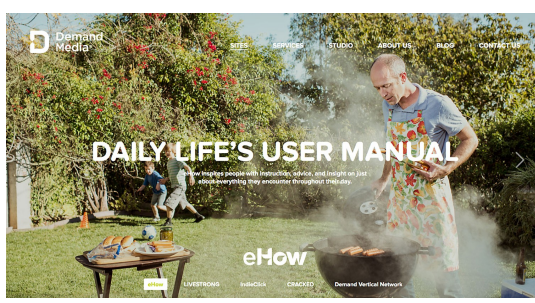 Demand
Media
SITES
SERVICES
STUDIO
ABOUT US
BLOG
CONTACT US
DAILY LIFE'S USER MANUAL
eHow inspires people with instruction, advice, and insight on just
about everything they encounter throughout their day.
eHow
eHow
LIVESTRONG
IndieClick
CRACKED
Demand Vertical Network